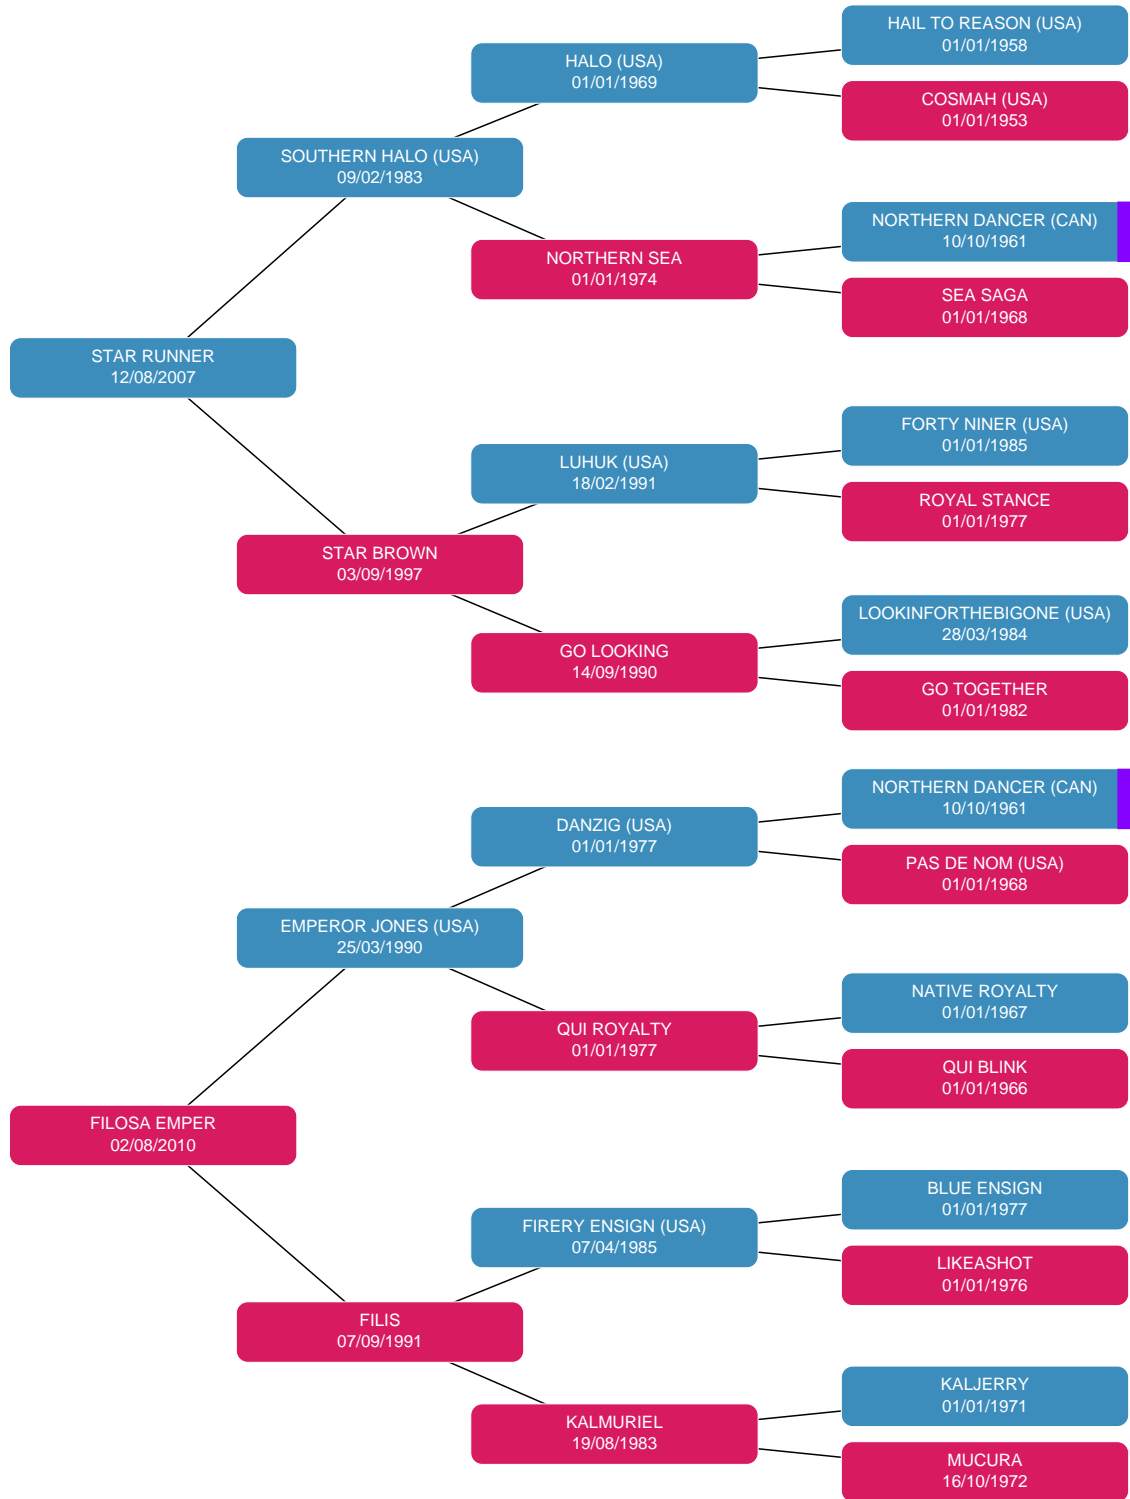 HAIL TO REASON (USA)
01/01/1958
HALO (USA)
01/01/1969
COSMAH (USA)
01/01/1953
SOUTHERN HALO (USA)
09/02/1983
NORTHERN DANCER (CAN)
10/10/1961
NORTHERN SEA
01/01/1974
SEA SAGA
01/01/1968
STAR RUNNER
12/08/2007
FORTY NINER (USA)
01/01/1985
LUHUK (USA)
18/02/1991
ROYAL STANCE
01/01/1977
STAR BROWN
03/09/1997
LOOKINFORTHEBIGONE (USA)
28/03/1984
GO LOOKING
14/09/1990
GO TOGETHER
01/01/1982
NORTHERN DANCER (CAN)
10/10/1961
DANZIG (USA)
01/01/1977
PAS DE NOM (USA)
01/01/1968
EMPEROR JONES (USA)
25/03/1990
NATIVE ROYALTY
01/01/1967
QUI ROYALTY
01/01/1977
QUI BLINK
01/01/1966
FILOSA EMPER
02/08/2010
BLUE ENSIGN
01/01/1977
FIRERY ENSIGN (USA)
07/04/1985
LIKEASHOT
01/01/1976
FILIS
07/09/1991
KALJERRY
01/01/1971
KALMURIEL
19/08/1983
MUCURA
16/10/1972